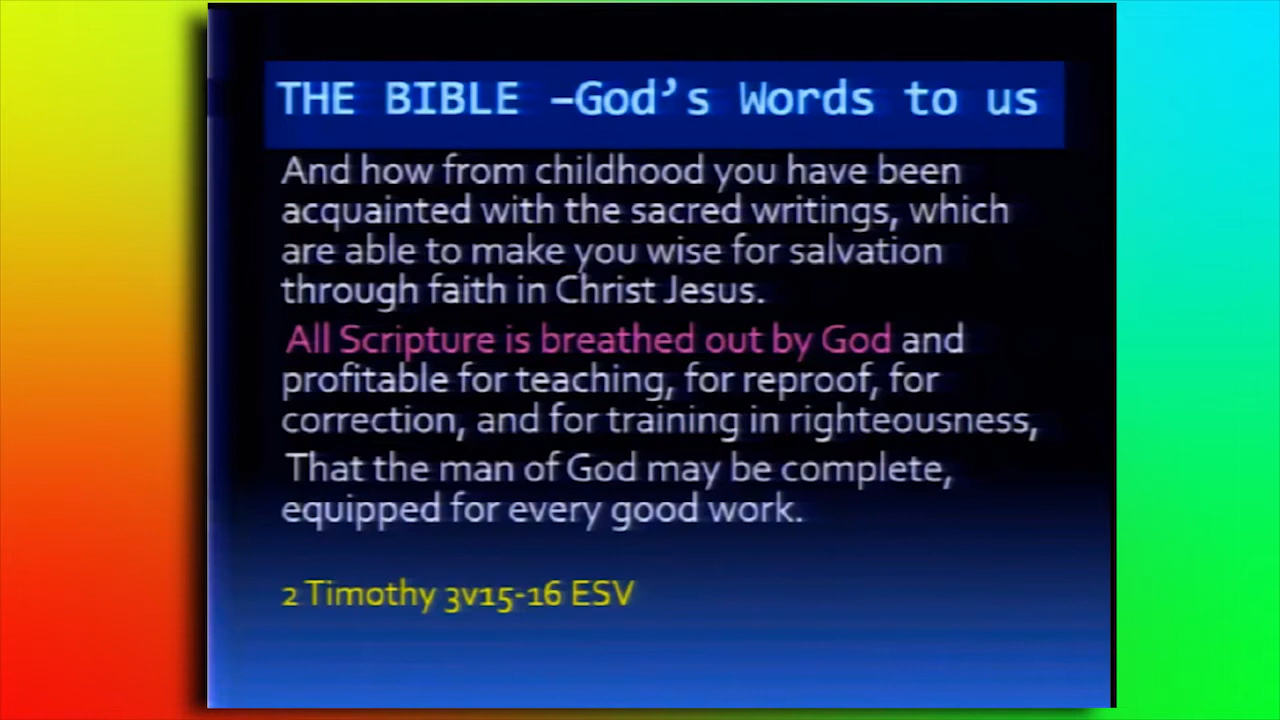 THE BIBLE –God’s Words to us
And how from childhood you have been
acquainted with the sacred writings, which
are able to make you wise for salvation
through faith in Christ Jesus.
All Scripture is breathed out by God and
profitable for teaching, for reproof, for
correction, and for training in righteousness,
That the man of God may be complete,
equipped for every good work.
2 Timothy 3v15-16 ESV